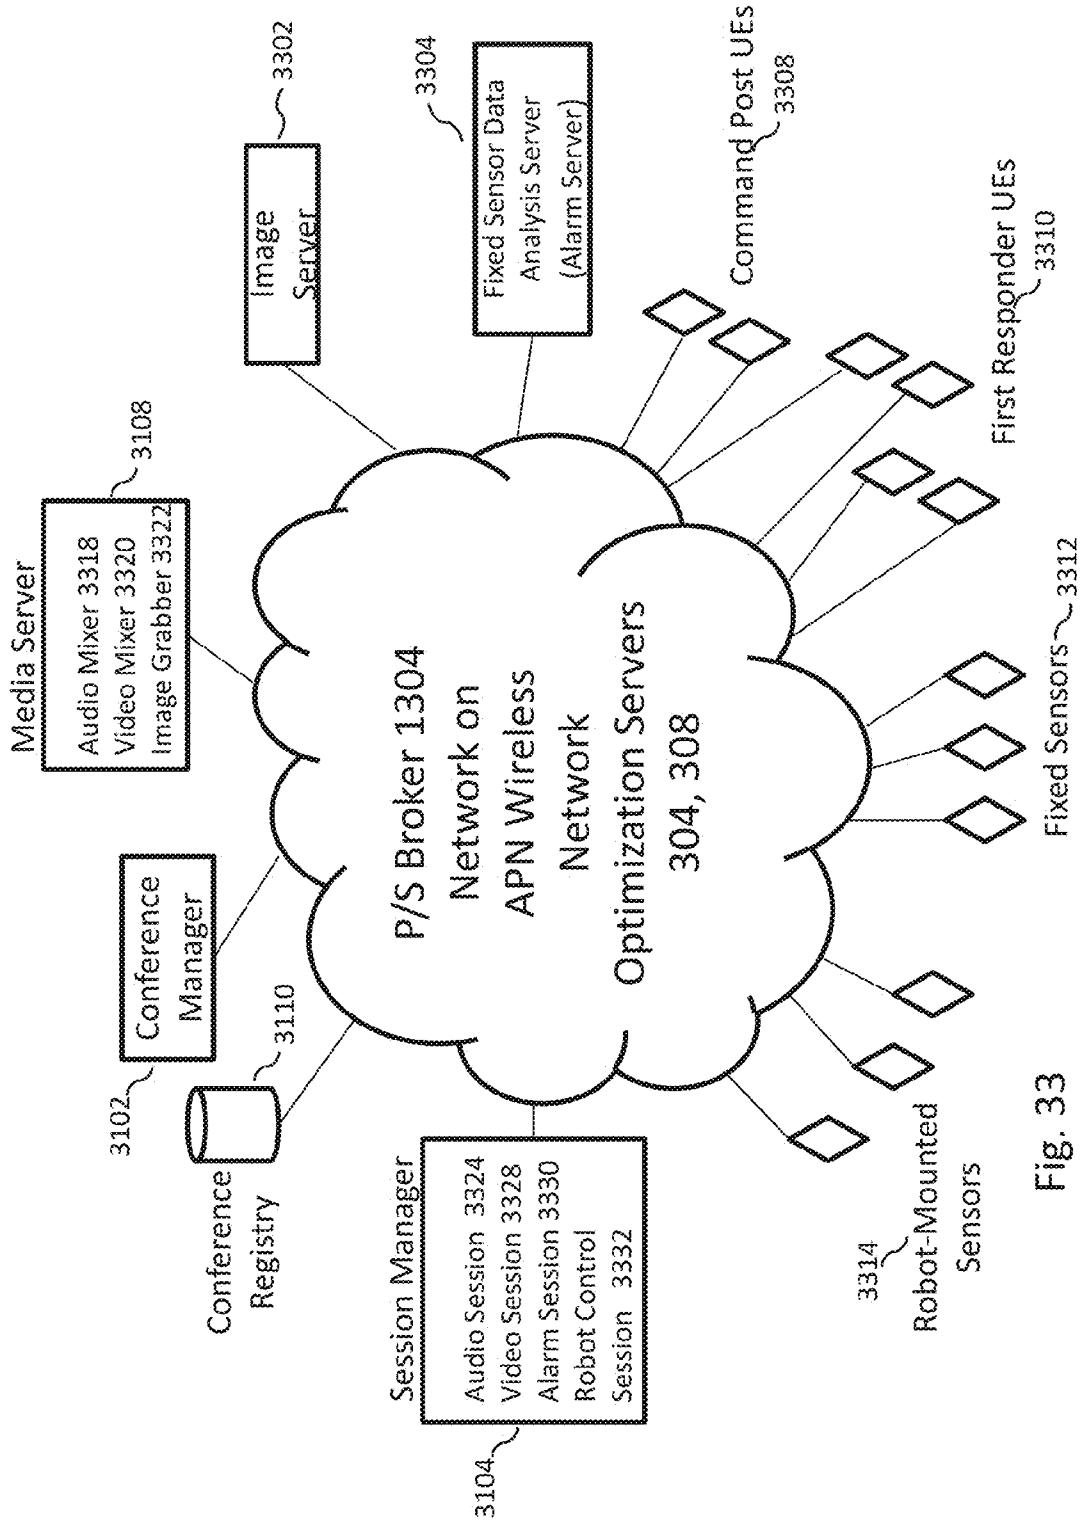 Media Server
3108
Audio Mixer 3318
Video Mixer 3320
Image Grabber 3322
3302
Image
Server
3102
Conference
Manager
3110
Conference
Registry
3304
Fixed Sensor Data
Analysis Server
(Alarm Server)
Session Manager
Audio Session 3324
Video Session 3328
Alarm Session 3330
Robot Control
Session 3332
3104
P/S Broker 1304
Network on
APN Wireless
Network
Optimization Servers
304, 308
Command Post UEs
3308
First Responder UEs
3310
Fixed Sensors
3312
3314
Robot-Mounted
Sensors
Fig. 33